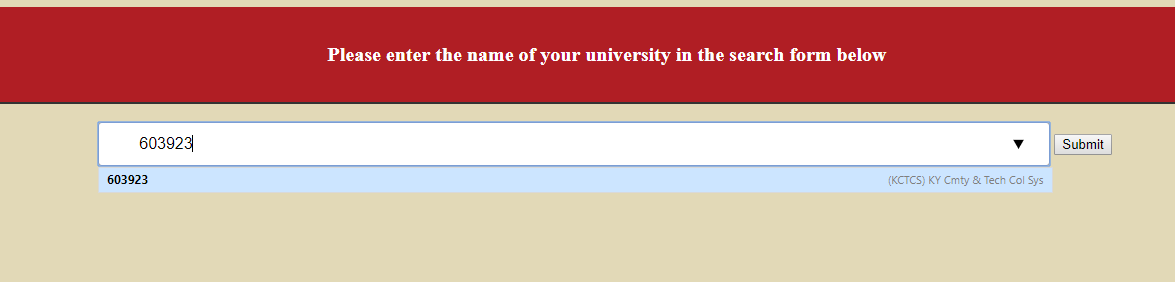 Please enter the name of your university in the search form below
603923
Submit
603923 (KCTCS) KY Cmty & Tech Col Sys